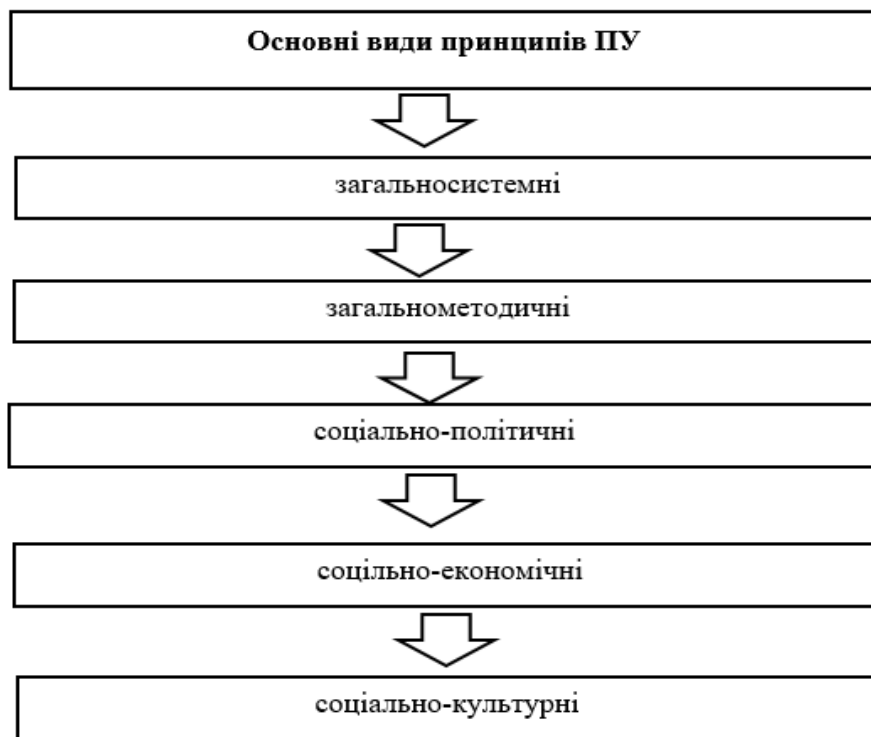 Основні види принципів ПУ
загальносистемні
загальнометодичні
соціально-політичні
соцільно-економічні
соціально-культурні